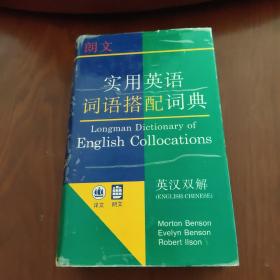 朗文
实用英语
词语搭配词典
Longman Dictionary of
English Collocations
英汉双解
(ENGLISH CHINESE)
译文 朗文
Morton Benson
Evelyn Benson
Robert Ilson